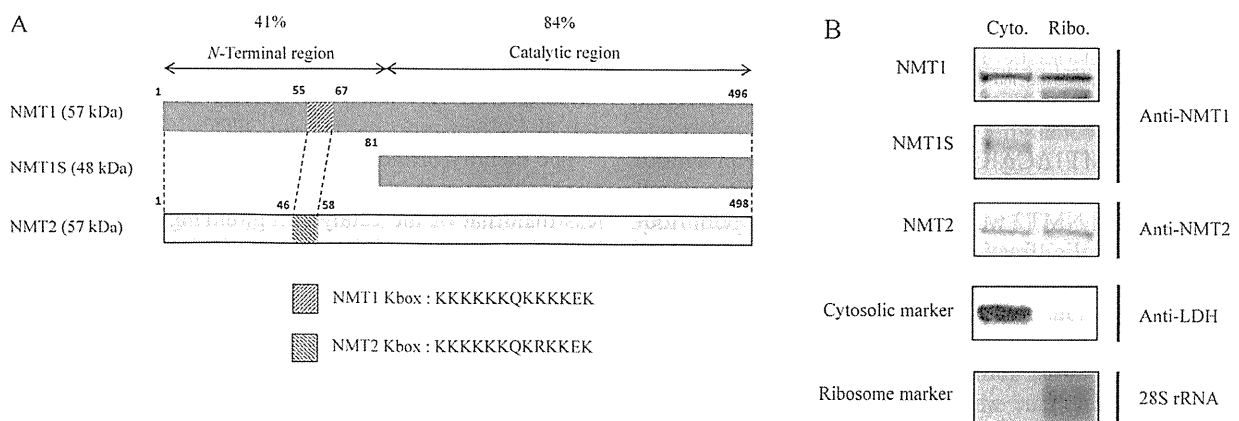 A
41%
84%
N-Terminal region
Catalytic region
1
55
67
496
NMT1 (57 kDa)
81
NMT1S (48 kDa)
1
46
58
498
NMT2 (57 kDa)
NMT1 Kbox : KKKKKKQKKKKEK
NMT2 Kbox : KKKKKKQKRKKEK
B
Cyto. Ribo.
NMT1
Anti-NMT1
NMT1S
NMT2
Anti-NMT2
Cytosolic marker
Anti-LDH
Ribosome marker
28S rRNA